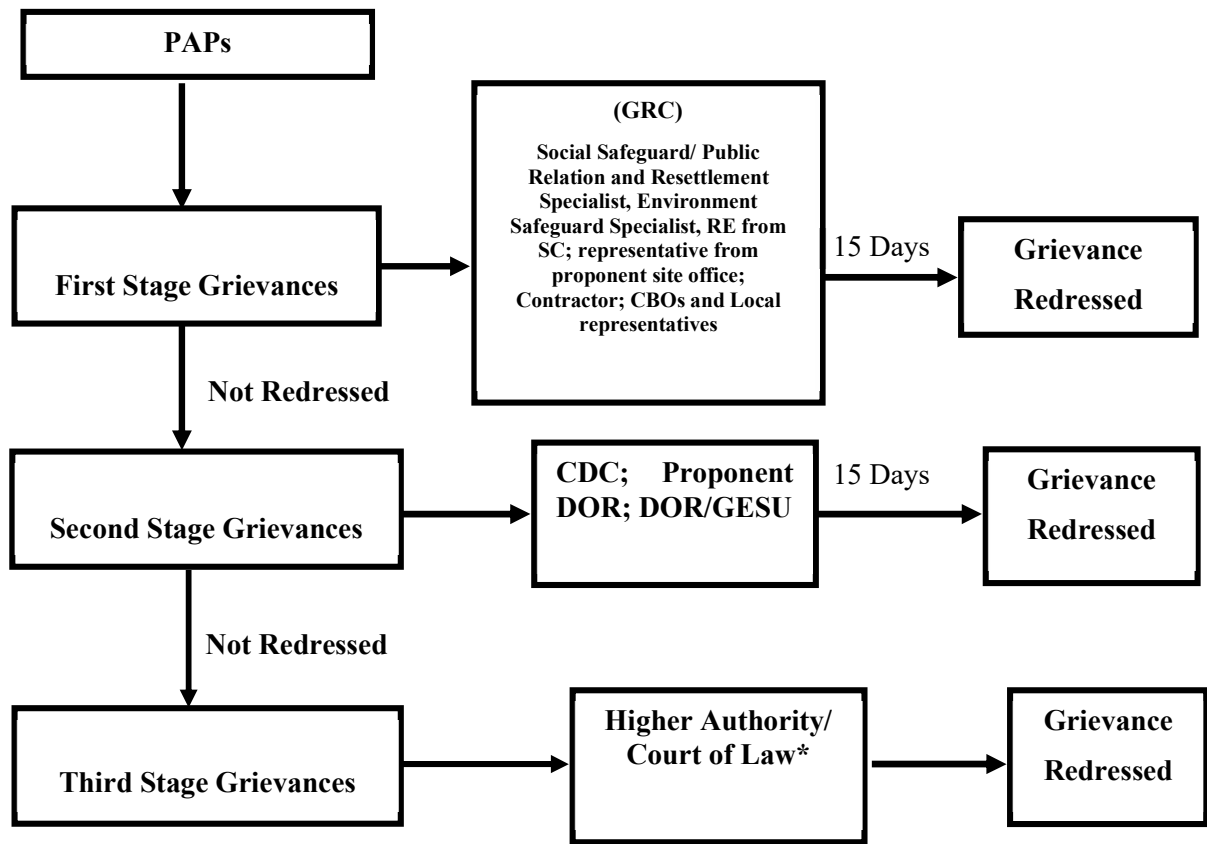 PAPs
First Stage Grievances
(GRC)
Social Safeguard/ Public
Relation and Resettlement
Specialist, Environment
Safeguard Specialist, RE from
SC; representative from
proponent site office;
Contractor; CBOs and Local
representatives
15 Days
Grievance
Redressed
Not Redressed
Second Stage Grievances
CDC; Proponent
DOR; DOR/GESU
15 Days
Grievance
Redressed
Not Redressed
Third Stage Grievances
Higher Authority/
Court of Law*
Grievance
Redressed